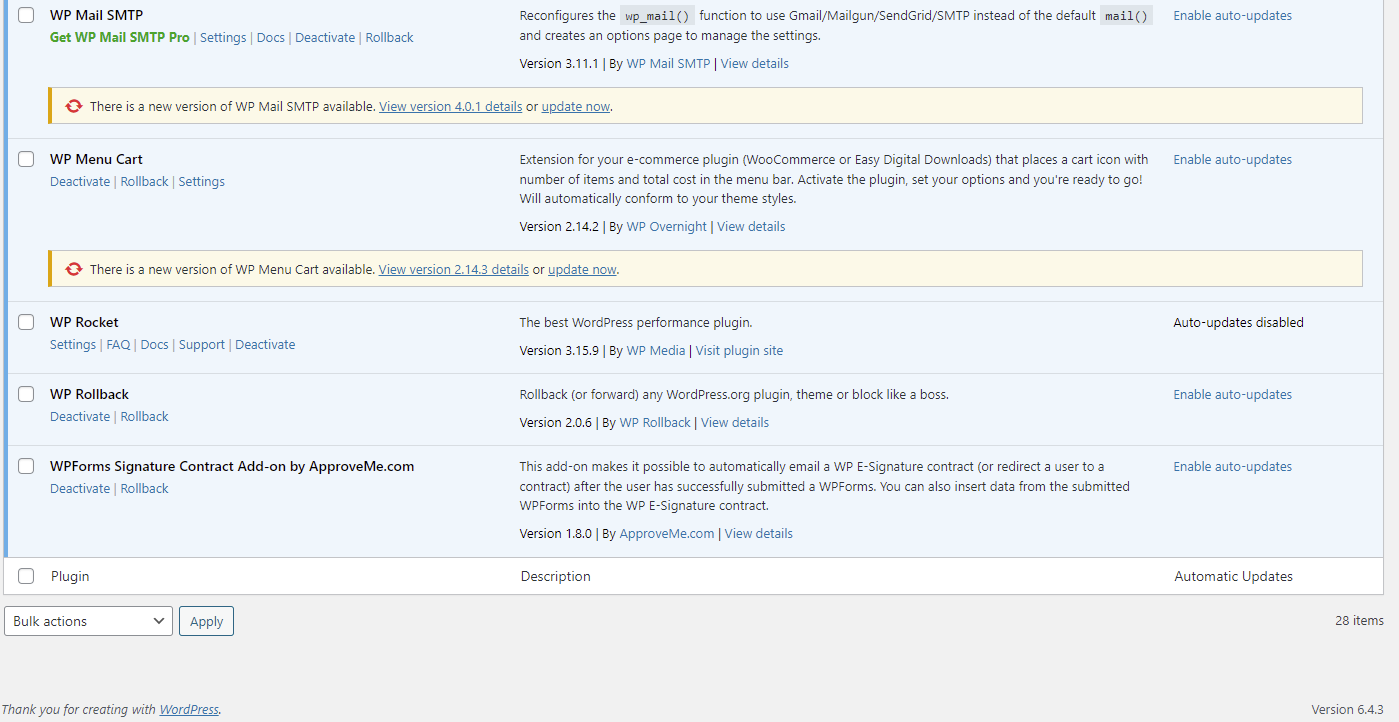 WP Mail SMTP
Get WP Mail SMTP Pro | Settings | Docs | Deactivate | Rollback
Reconfigures the wp_mail() function to use Gmail/Mailgun/SendGrid/SMTP instead of the default mail()
and creates an options page to manage the settings.
Version 3.11.1 | By WP Mail SMTP | View details
Enable auto-updates
There is a new version of WP Mail SMTP available. View version 4.0.1 details or update now.
WP Menu Cart
Deactivate | Rollback | Settings
Extension for your e-commerce plugin (WooCommerce or Easy Digital Downloads) that places a cart icon with
number of items and total cost in the menu bar. Activate the plugin, set your options and you're ready to go!
Will automatically conform to your theme styles.
Version 2.14.2 | By WP Overnight | View details
Enable auto-updates
There is a new version of WP Menu Cart available. View version 2.14.3 details or update now.
WP Rocket
Settings | FAQ | Docs | Support | Deactivate
The best WordPress performance plugin.
Version 3.15.9 | By WP Media | Visit plugin site
Auto-updates disabled
WP Rollback
Deactivate | Rollback
Rollback (or forward) any WordPress.org plugin, theme or block like a boss.
Version 2.0.6 | By WP Rollback | View details
Enable auto-updates
WPForms Signature Contract Add-on by ApproveMe.com
Deactivate | Rollback
This add-on makes it possible to automatically email a WP E-Signature contract (or redirect a user to a
contract) after the user has successfully submitted a WPForms. You can also insert data from the submitted
WPForms into the WP E-Signature contract.
Version 1.8.0 | By ApproveMe.com | View details
Enable auto-updates
Plugin
Description
Automatic Updates
Bulk actions
Apply
28 items
Thank you for creating with WordPress.
Version 6.4.3